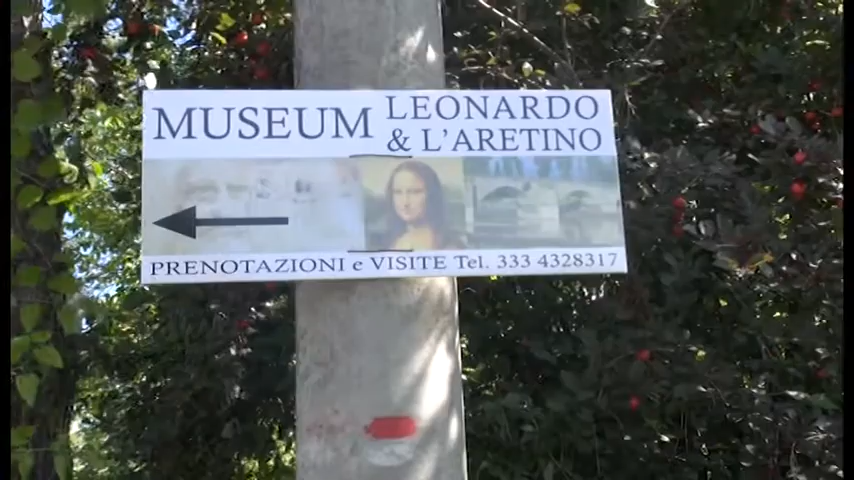 MUSEUM LEONARDO
& L'ARETINO
PRENOTAZIONI e VISITE Tel. 333 4328317